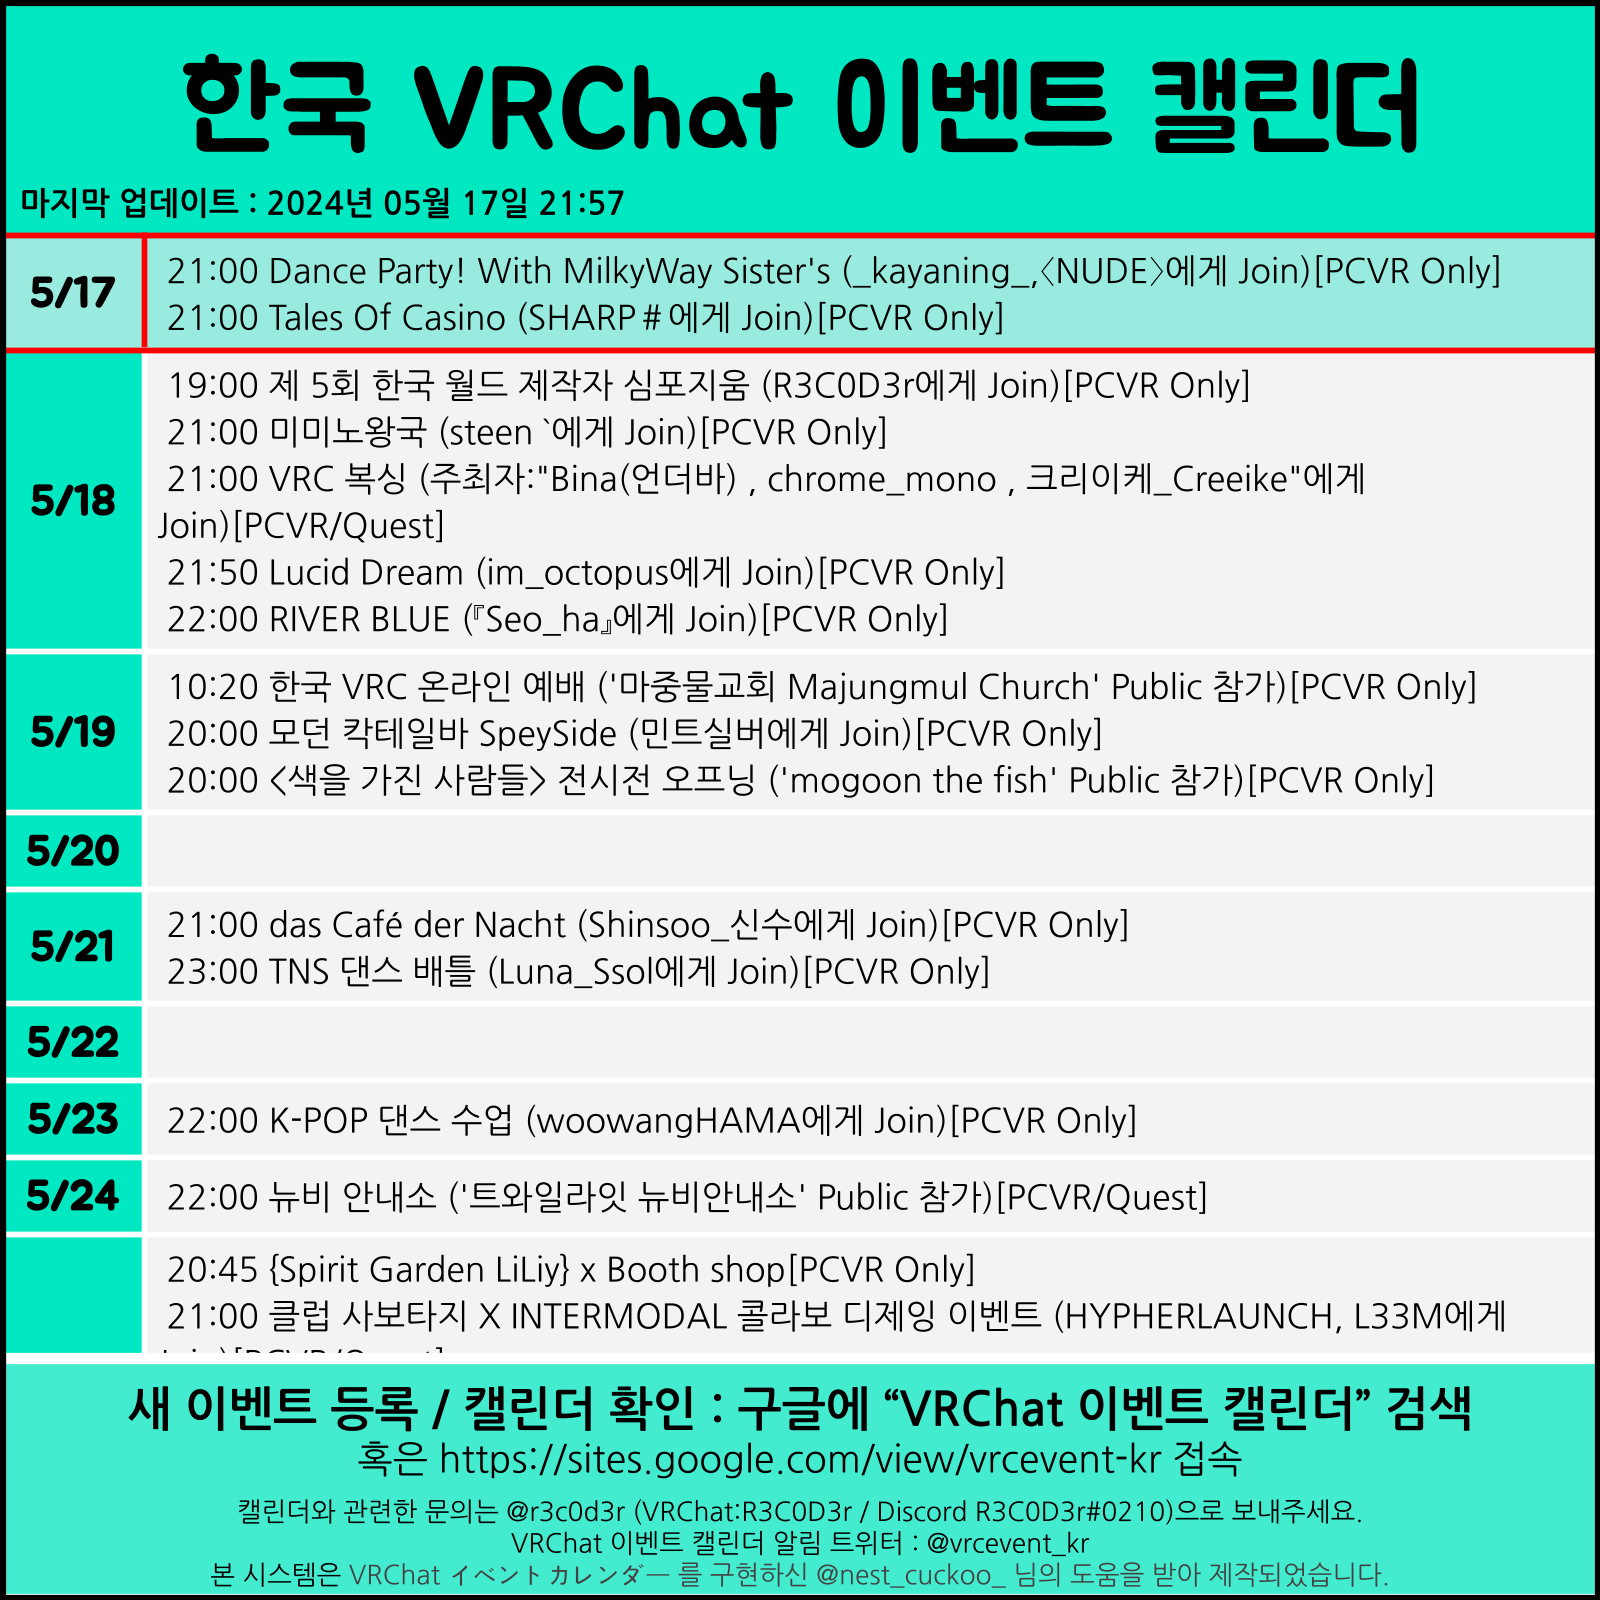 한국 VRChat 이벤트 캘린더
마지막 업데이트 : 2024년 05월 17일 21:57
5/17
21:00 Dance Party! With MilkyWay Sister's (_kayaning_,〈NUDE〉에게 Join)[PCVR Only]
21:00 Tales Of Casino (SHARP＃에게 Join)[PCVR Only]
5/18
19:00 제 5회 한국 월드 제작자 심포지움 (R3C0D3r에게 Join)[PCVR Only]
21:00 미미노왕국 (steen `에게 Join)[PCVR Only]
21:00 VRC 복싱 (주최자:"Bina(언더바) , chrome_mono , 크리이케_Creeike"에게
Join)[PCVR/Quest]
21:50 Lucid Dream (im_octopus에게 Join)[PCVR Only]
22:00 RIVER BLUE (『Seo_ha』에게 Join)[PCVR Only]
5/19
10:20 한국 VRC 온라인 예배 ('마중물교회 Majungmul Church' Public 참가)[PCVR Only]
20:00 모던 칵테일바 SpeySide (민트실버에게 Join)[PCVR Only]
20:00 <색을 가진 사람들> 전시전 오프닝 ('mogoon the fish' Public 참가)[PCVR Only]
5/20
5/21
21:00 das Café der Nacht (Shinsoo_신수에게 Join)[PCVR Only]
23:00 TNS 댄스 배틀 (Luna_Ssol에게 Join)[PCVR Only]
5/22
5/23
22:00 K-POP 댄스 수업 (woowangHAMA에게 Join)[PCVR Only]
5/24
22:00 뉴비 안내소 ('트와일라잇 뉴비안내소' Public 참가)[PCVR/Quest]
20:45 {Spirit Garden LiLiy} x Booth shop[PCVR Only]
21:00 클럽 사보타지 X INTERMODAL 콜라보 디제잉 이벤트 (HYPHERLAUNCH, L33M에게
새 이벤트 등록 / 캘린더 확인 : 구글에 “VRChat 이벤트 캘린더” 검색
혹은 https://sites.google.com/view/vrcevent-kr 접속
캘린더와 관련한 문의는 @r3c0d3r (VRChat:R3C0D3r / Discord R3C0D3r#0210)으로 보내주세요.
VRChat 이벤트 캘린더 알림 트위터 : @vrcevent_kr
본 시스템은 VRChat イベントカレンダー 를 구현하신 @nest_cuckoo_ 님의 도움을 받아 제작되었습니다.